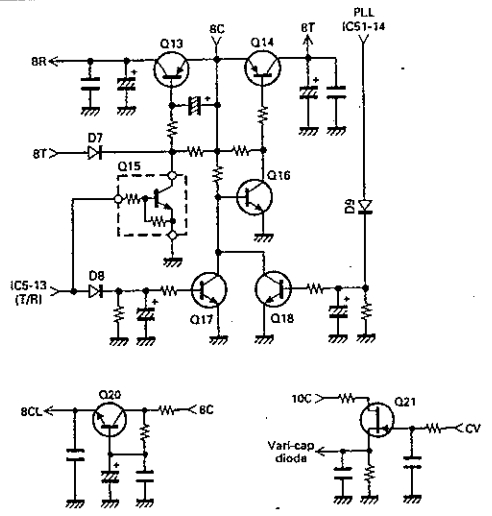 PLL
IC51-14
8C
8T
Q13
Q14
8R
+
+
+
D7
8T
Q15
Q16
D9
IC5-13
(T/R)
D8
+
Q17
Q18
+
Q20
8CL
8C
+
10C
Q21
CV
Vari-cap
diode